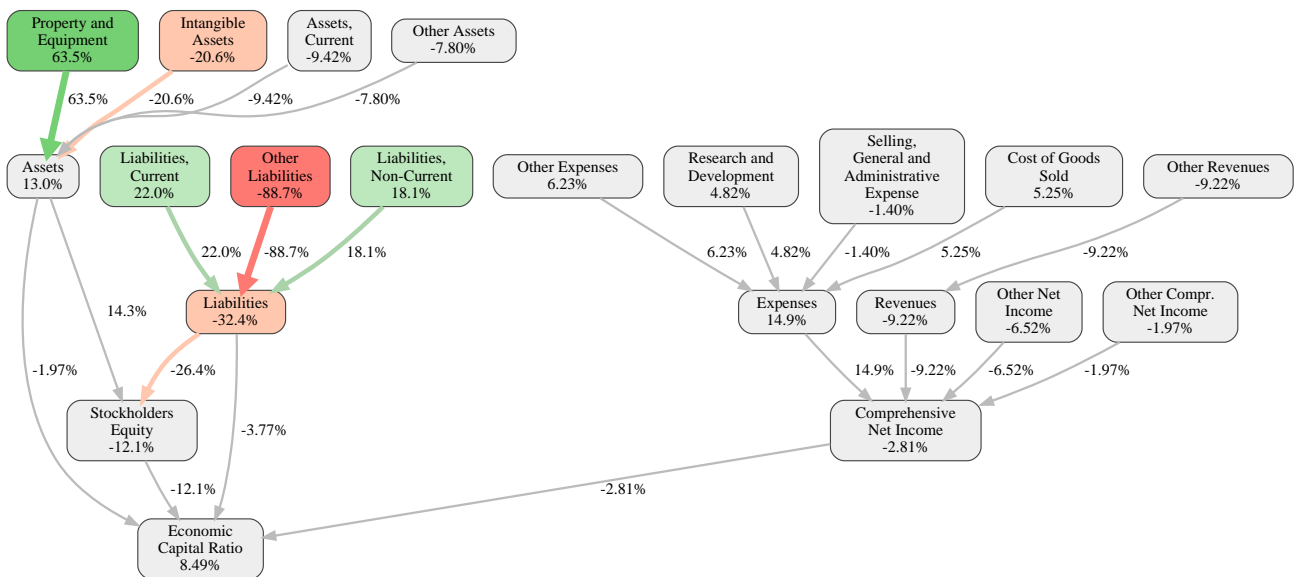 Property and
Equipment
63.5%
Intangible
Assets
-20.6%
Assets,
Current
-9.42%
Other Assets
-7.80%
63.5%
-20.6%
-9.42%
-7.80%
Assets
13.0%
Liabilities,
Current
22.0%
Other
Liabilities
-88.7%
Liabilities,
Non-Current
18.1%
Other Expenses
6.23%
Research and
Development
4.82%
Selling,
General and
Administrative
Expense
-1.40%
Cost of Goods
Sold
5.25%
Other Revenues
-9.22%
22.0%
-88.7%
18.1%
6.23%
4.82%
-1.40%
5.25%
-9.22%
Liabilities
-32.4%
Expenses
14.9%
Revenues
-9.22%
Other Net
Income
-6.52%
Other Compr.
Net Income
-1.97%
14.3%
-1.97%
-26.4%
14.9%
-9.22%
-6.52%
-1.97%
Stockholders
Equity
-12.1%
-3.77%
Comprehensive
Net Income
-2.81%
-12.1%
-2.81%
Economic
Capital Ratio
8.49%